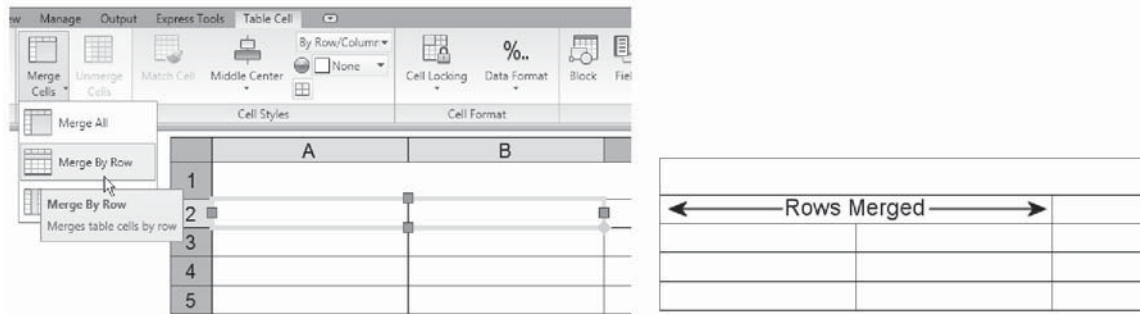 ew Manage Output Express Tools Table Cell
Merge Cells
Unmerge Cells
Match Cell
Middle Center
By Row/Column
None
Cell Locking
Data Format
%..
Block
Fiel
Cell Styles
Cell Format
Merge All
Merge By Row
Merge By Row
Merges table cells by row
A B
1
2
3
4
5
Rows Merged